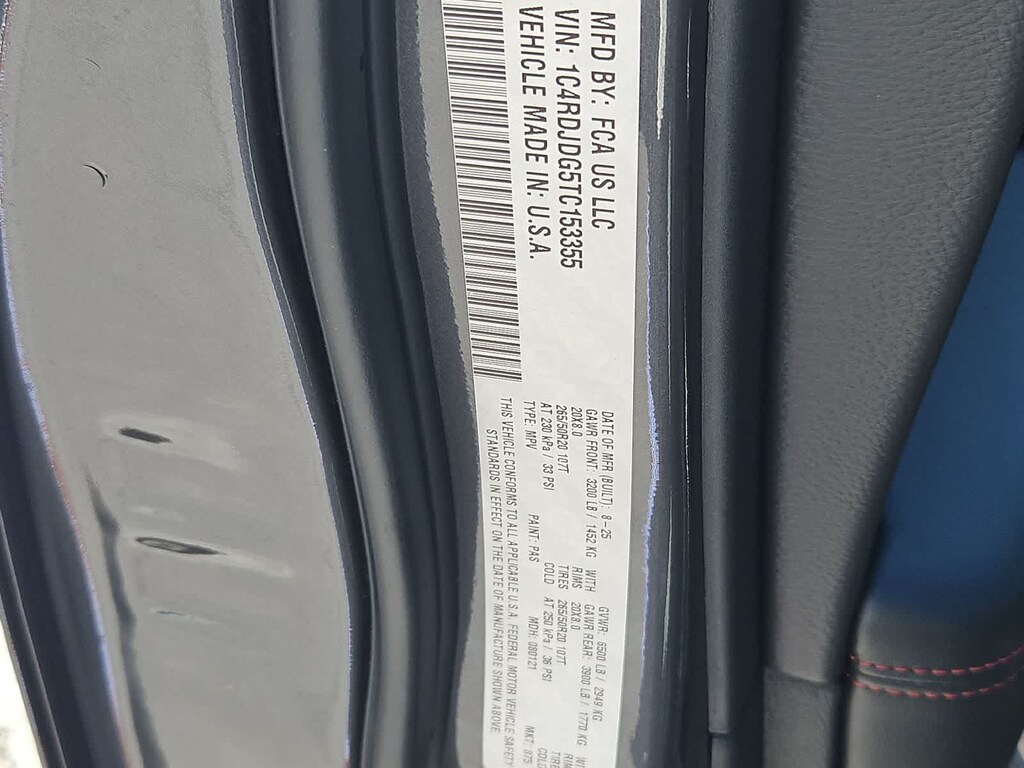 MFD BY: FCA US LLC
VIN: 1C4RDJDG5TC153355
VEHICLE MADE IN: U.S.A.
DATE OF MFR (BUILT): 8-25 GVWR: 6500 LB / 2949 KG
GAWR FRONT: 3200 LB / 1452 KG WITH GAWR REAR: 3900 LB / 1770 KG
20X8.0 RIMS 20X8.0
265/50R20 107T TIRES 265/50R20 107T
AT 230 kPa / 33 PSI COLD AT 250 kPa / 36 PSI
TYPE: MPV PAINT: PAS MDH: 080121 MKT: 875
THIS VEHICLE CONFORMS TO ALL APPLICABLE U.S.A. FEDERAL MOTOR VEHICLE SAFETY
STANDARDS IN EFFECT ON THE DATE OF MANUFACTURE SHOWN ABOVE.